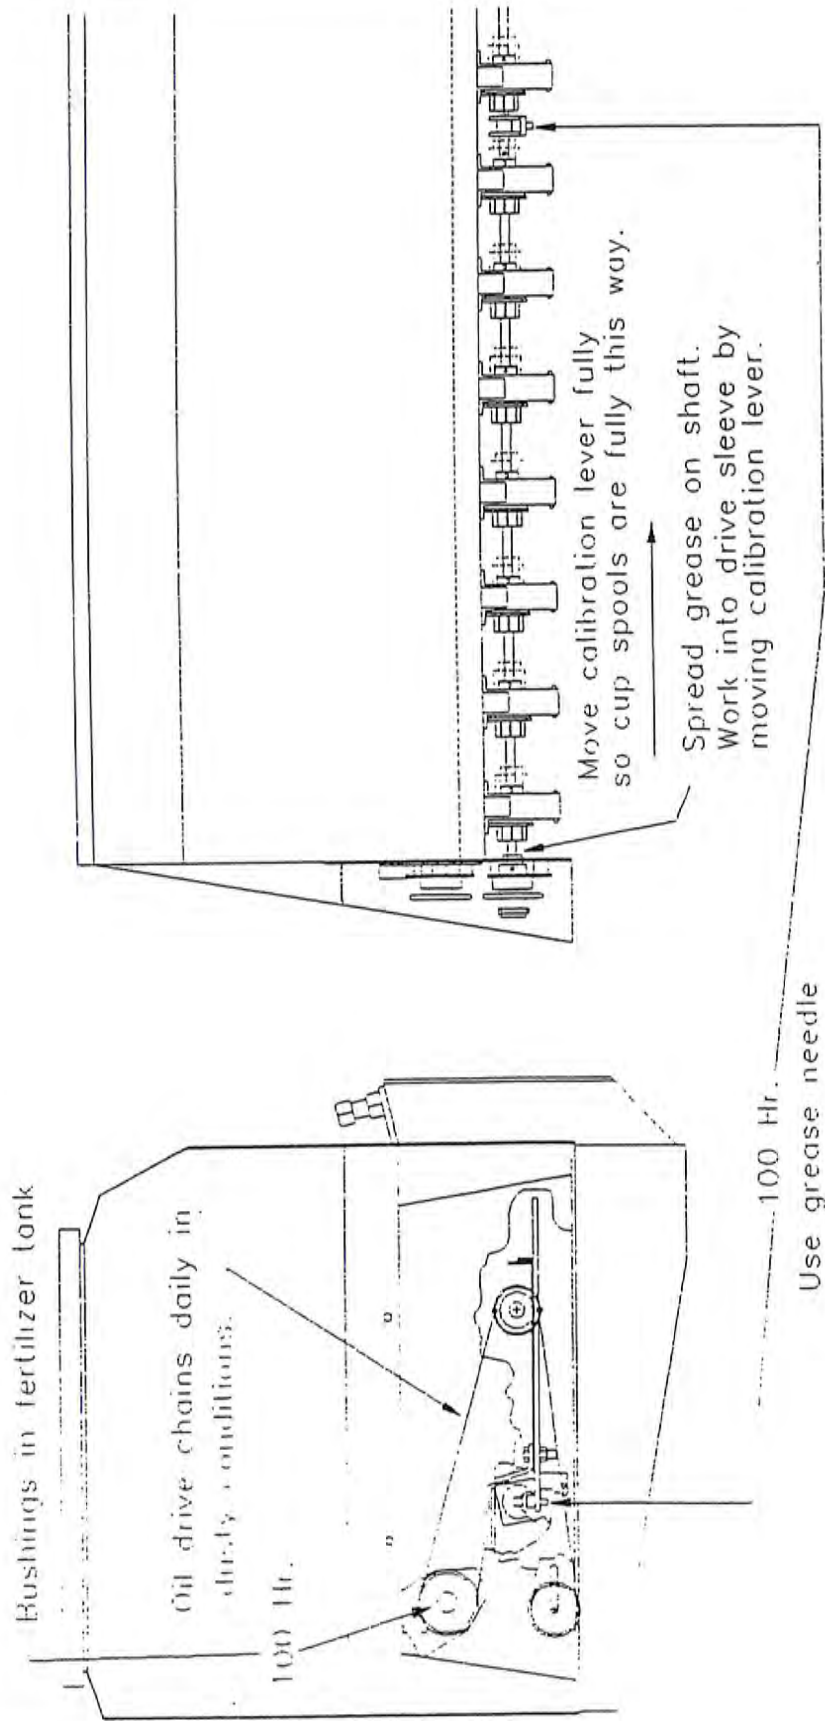 Bushings in fertilizer tank
Oil drive chains daily in
dusty conditions.
100 Hr.
Move calibration lever fully
so cup spools are fully this way.
Spread grease on shaft.
Work into drive sleeve by
moving calibration lever.
100 Hr.
Use grease needle